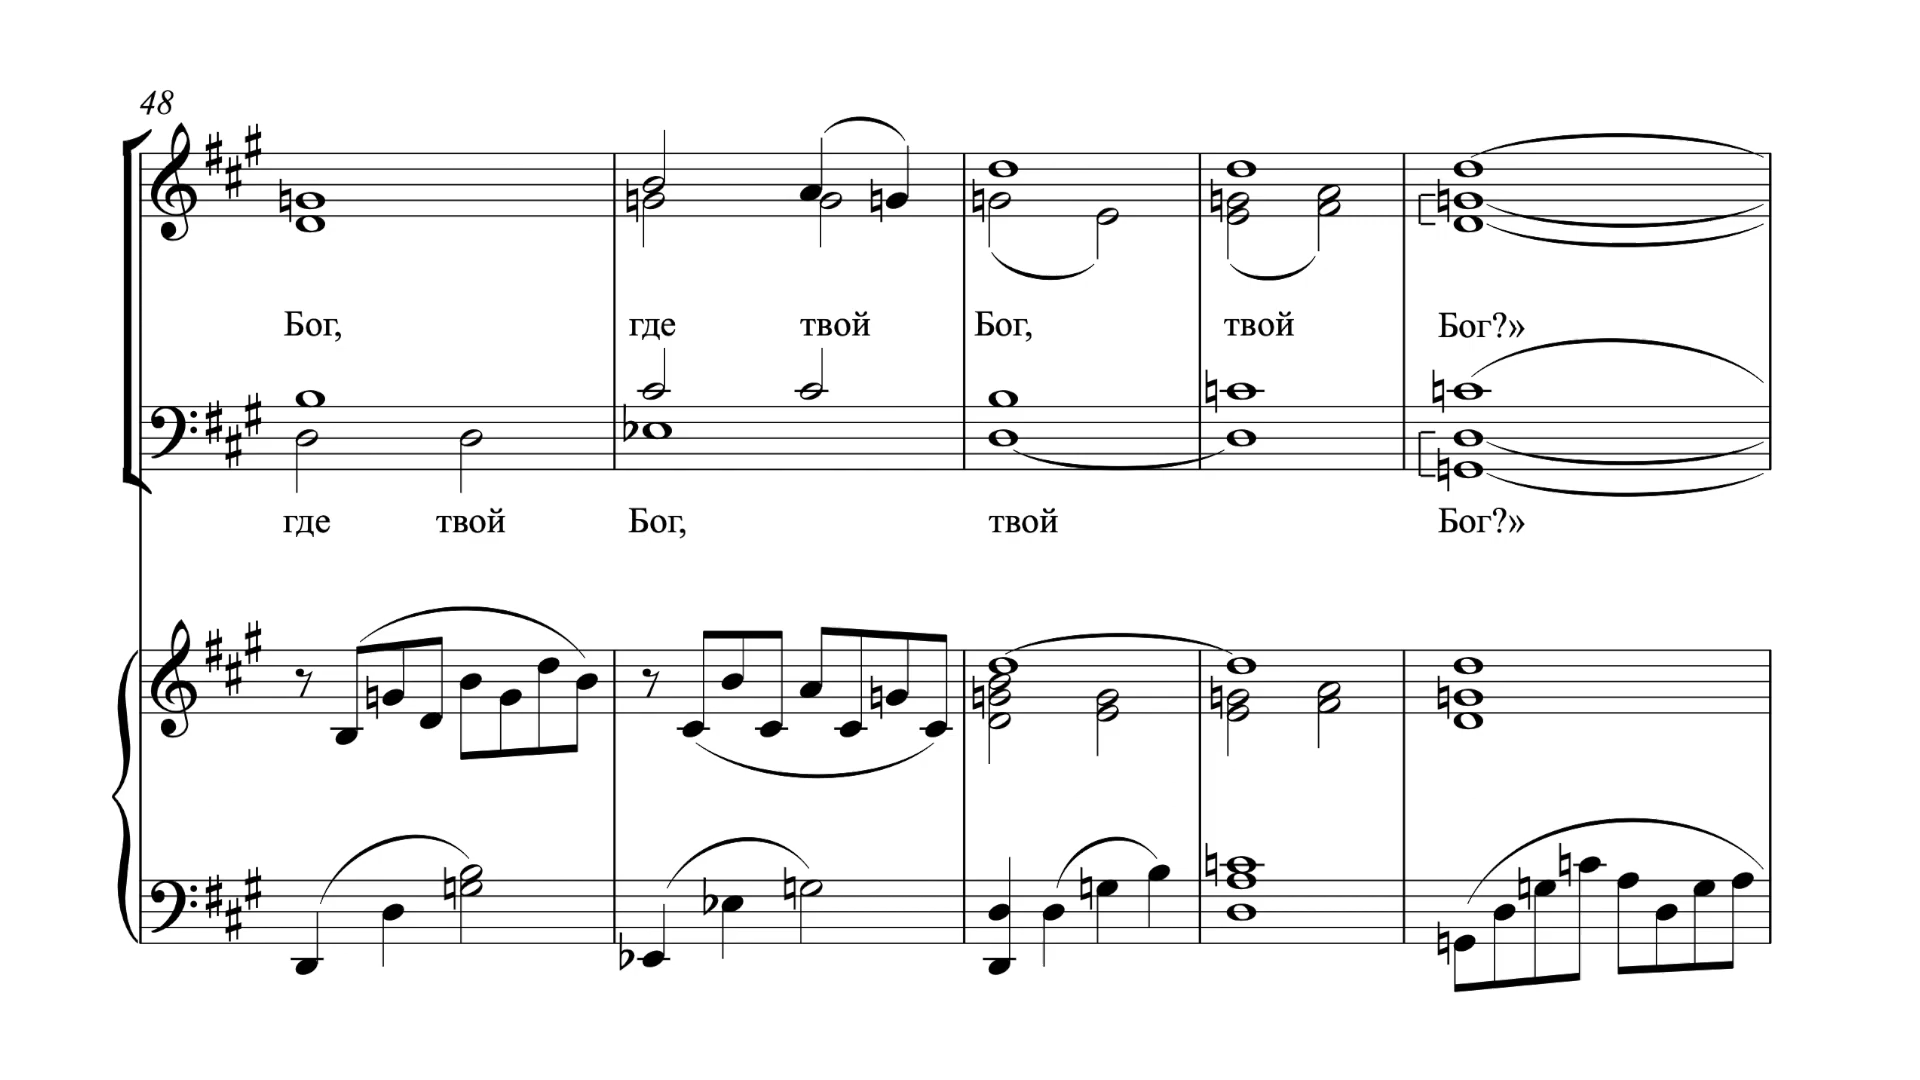 48
Бог, где твой Бог, твой Бог?»
где твой Бог, твой Бог?»